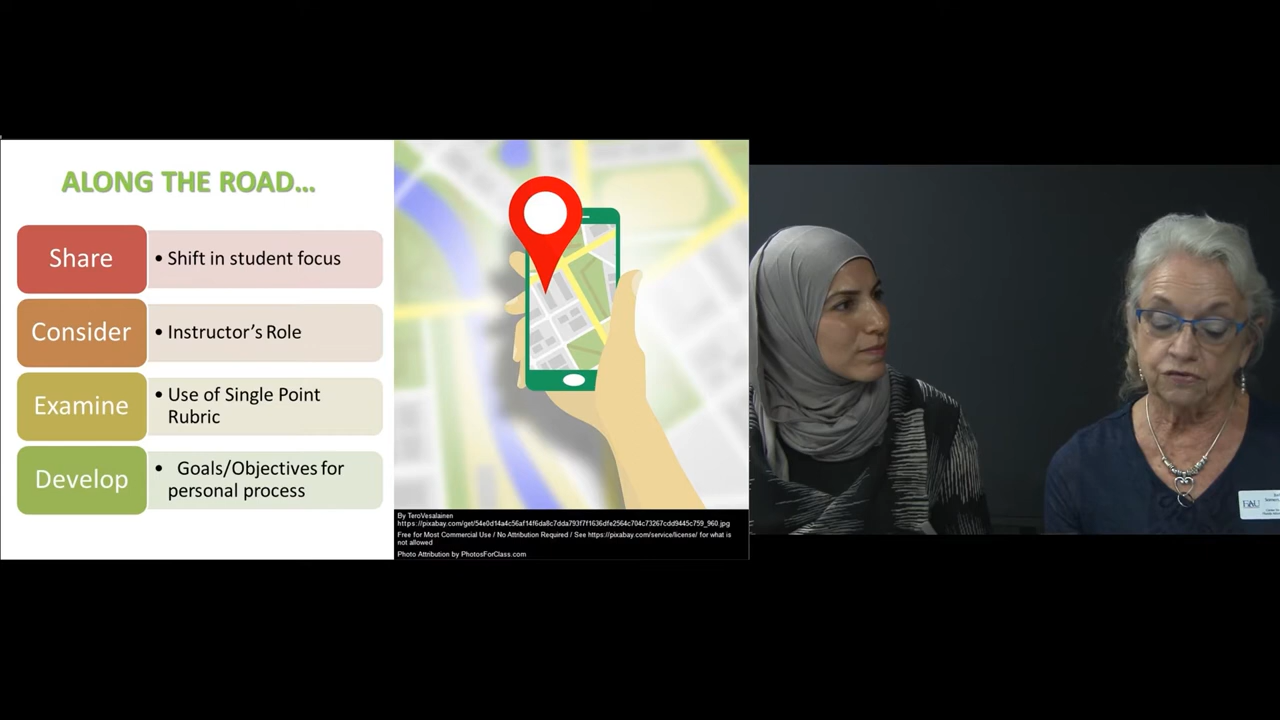 ALONG THE ROAD...
Share
• Shift in student focus
Consider
• Instructor's Role
Examine
• Use of Single Point
Rubric
Develop
• Goals/Objectives for
personal process
By TeroVesalainen
https://pixabay.com/get/54e0d14a4c56af14f6da8c7dda793f7f1636dfe2564c704c73267cdd9445c759_960.jpg
Free for Most Commercial Use / No Attribution Required / See https://pixabay.com/service/license/ for what is
not allowed
Photo Attribution by PhotosForClass.com
FAU